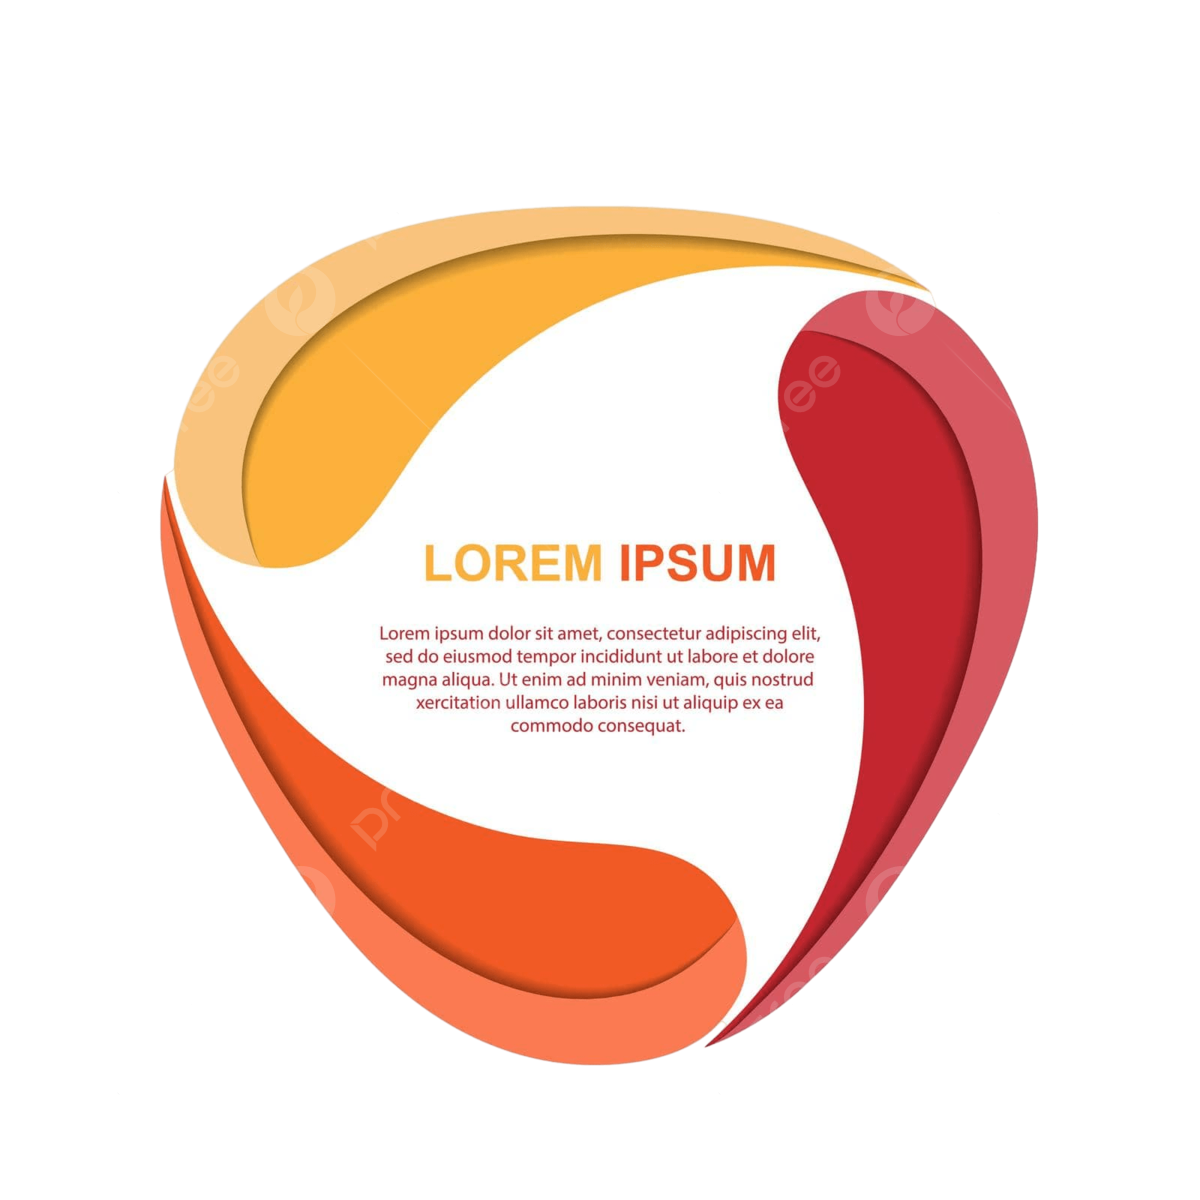 LOREM IPSUM
Lorem ipsum dolor sit amet, consectetur adipiscing elit,
sed do eiusmod tempor incididunt ut labore et dolore
magna aliqua. Ut enim ad minim veniam, quis nostrud
xercitation ullamco laboris nisi ut aliquip ex ea
commodo consequat.